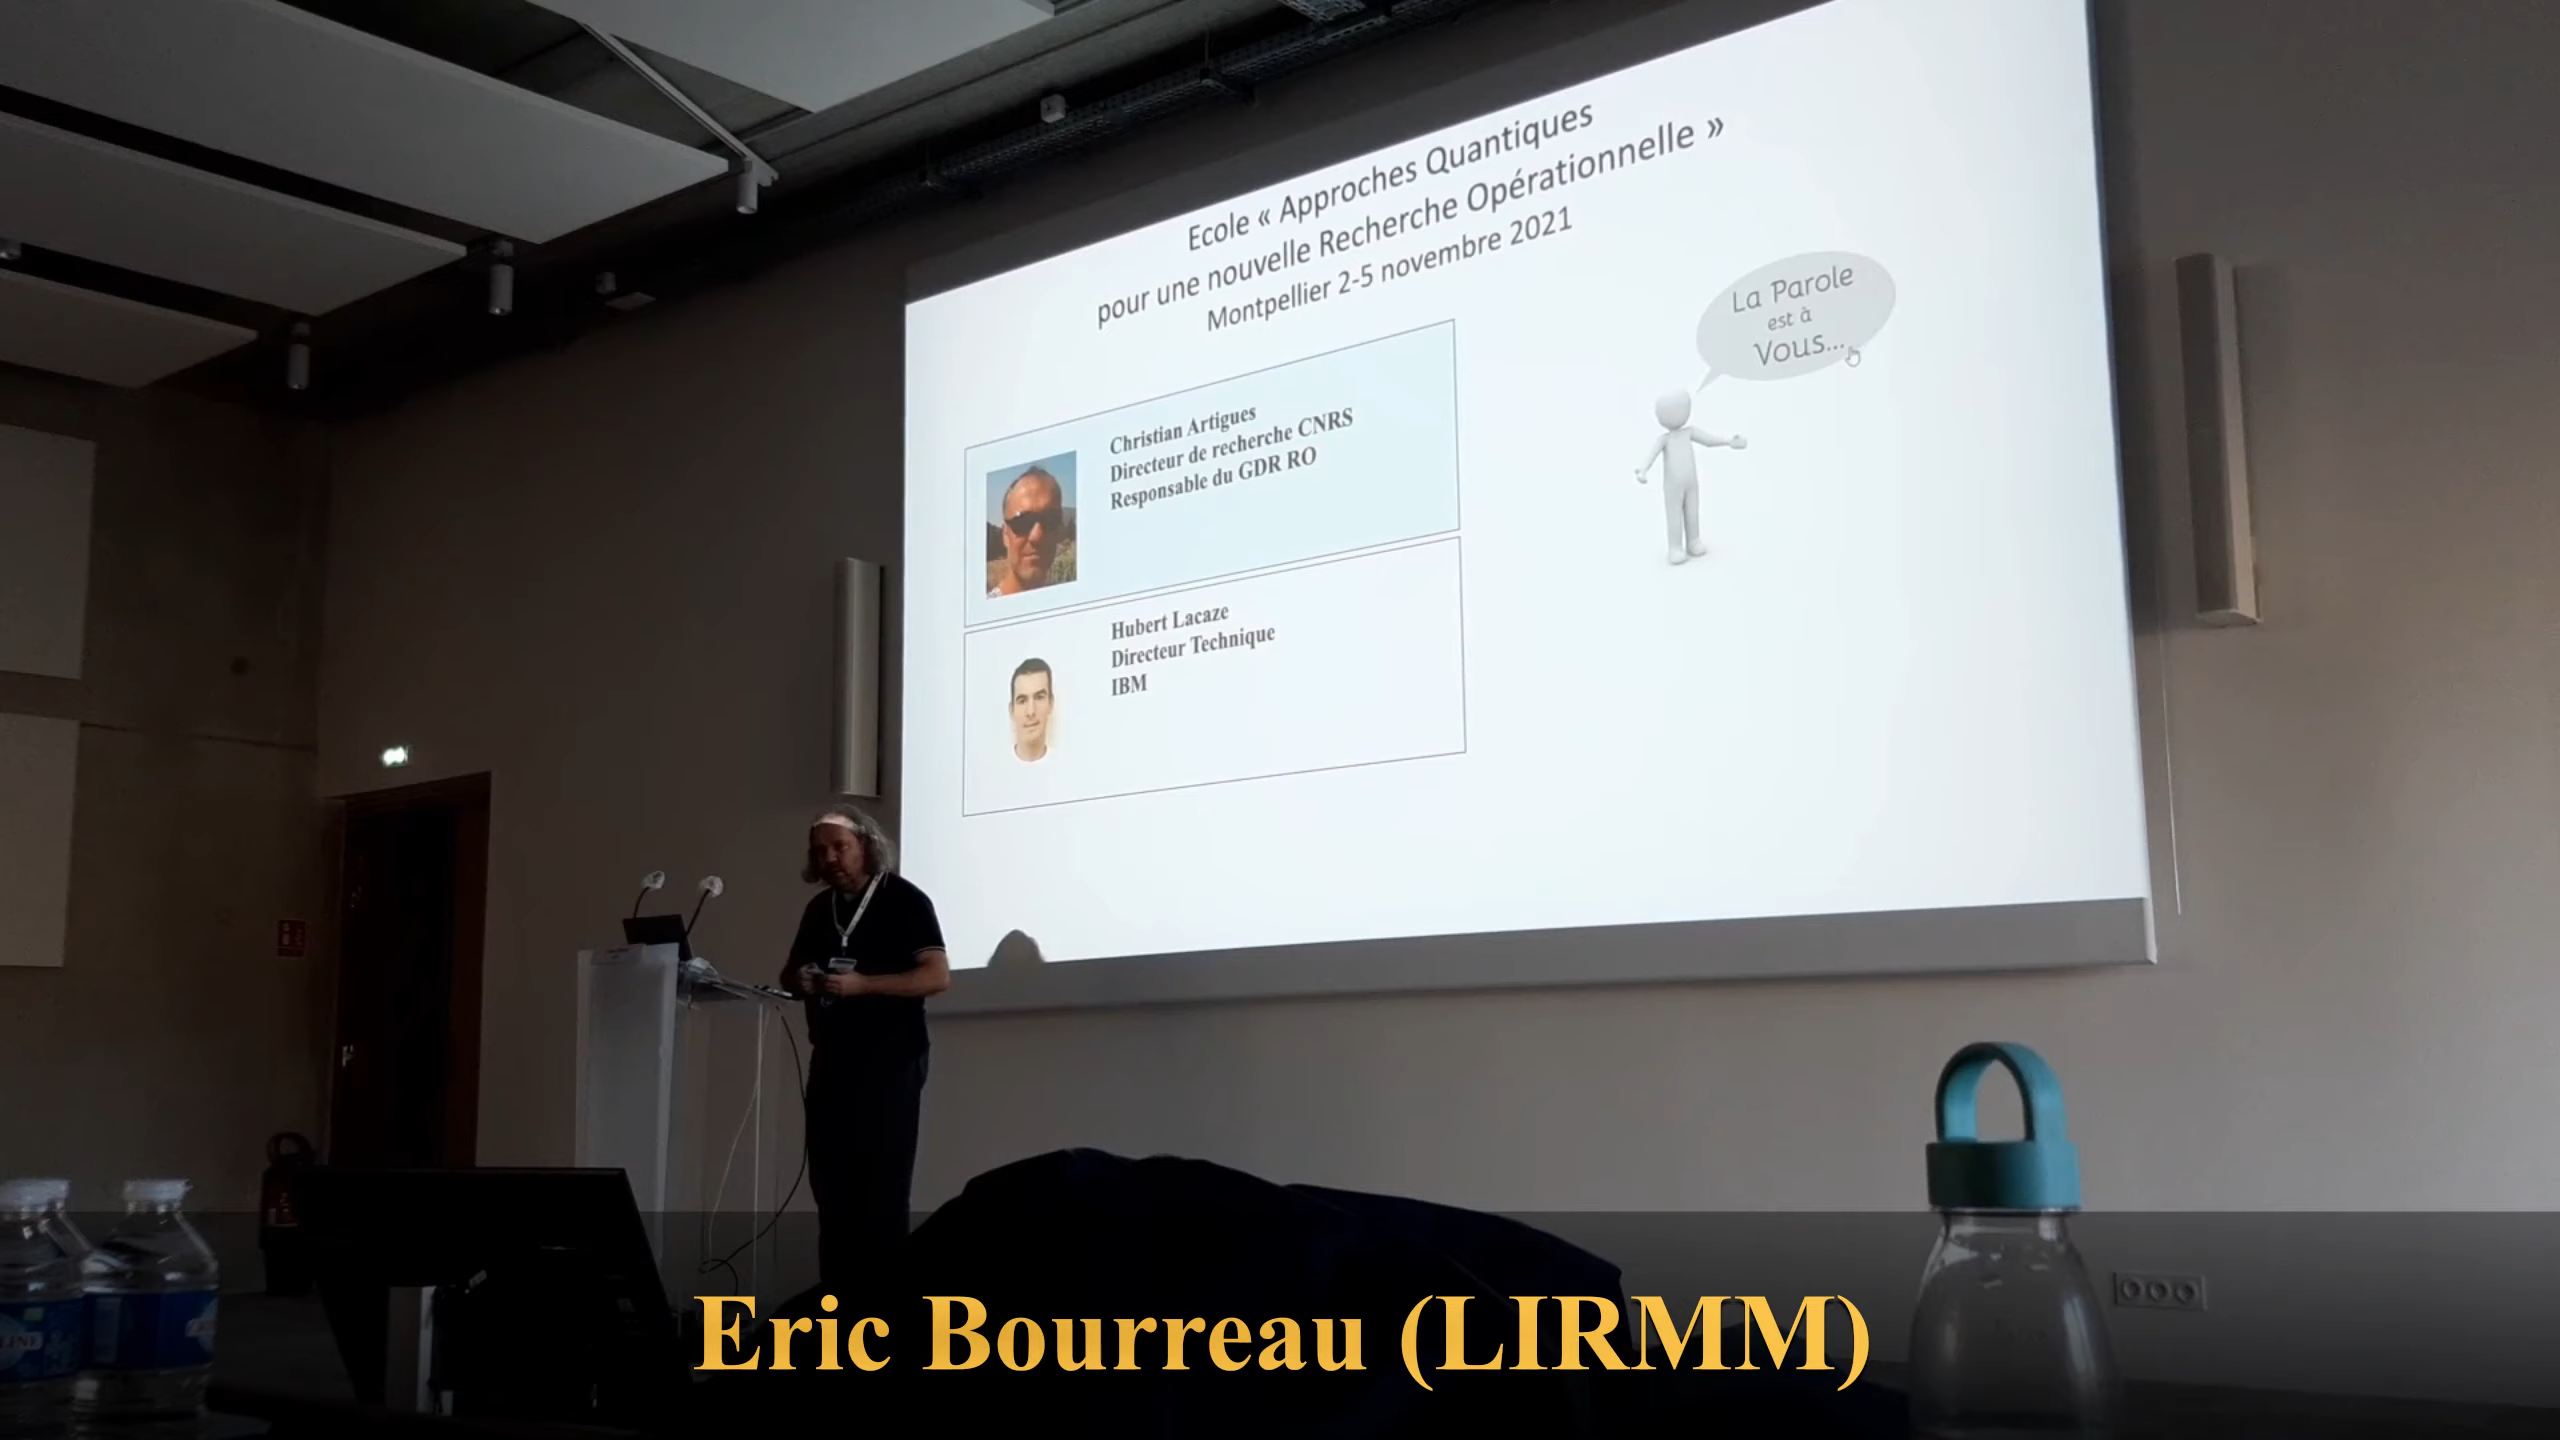 Ecole « Approches Quantiques
pour une nouvelle Recherche Opérationnelle »
Montpellier 2-5 novembre 2021
La Parole
est à
Vous...
Christian Artigues
Directeur de recherche CNRS
Responsable du GDR RO
Hubert Lacaze
Directeur Technique
IBM
Eric Bourreau (LIRMM)